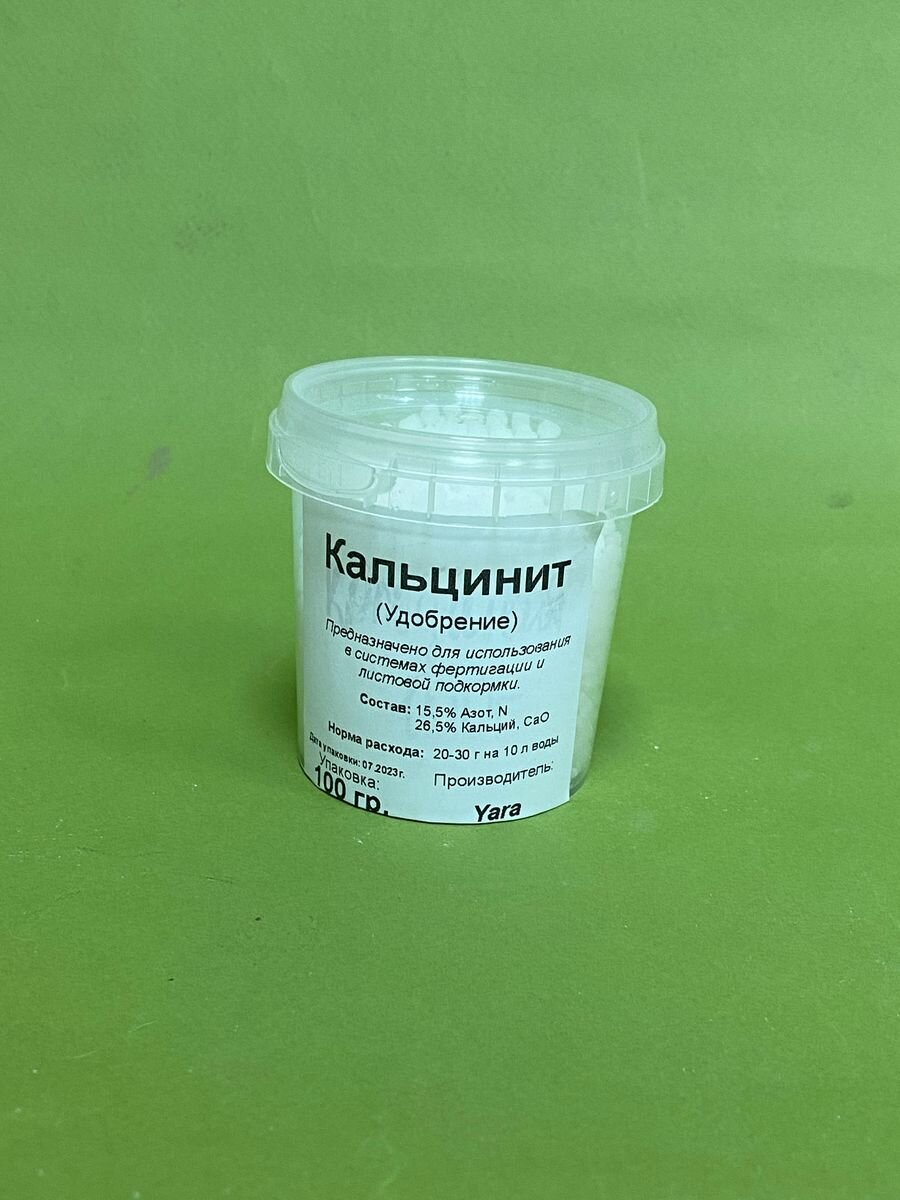 Кальцинит
(Удобрение)
Предназначено для использования
в системах фертигации и
листовой подкормки.
Состав: 15,5% Азот, N
26,5% Кальций, CaO
Норма расхода: 20-30 г на 10 л воды
Дата упаковки: 07.2023г.
Упаковка:
100 гр.
Производитель:
Yara